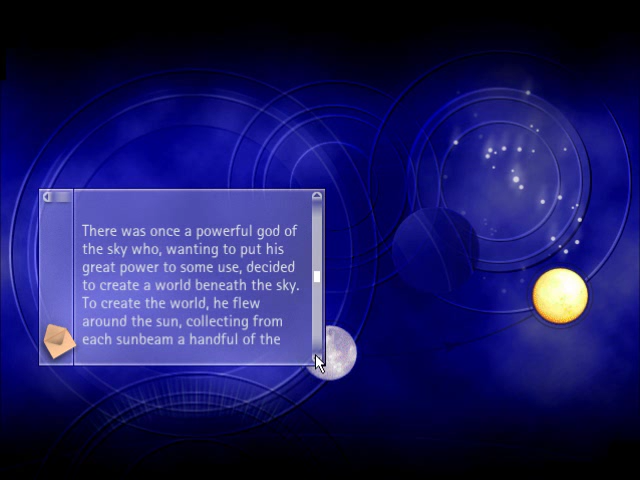 There was once a powerful god of
the sky who, wanting to put his
great power to some use, decided
to create a world beneath the sky.
To create the world, he flew
around the sun, collecting from
each sunbeam a handful of the